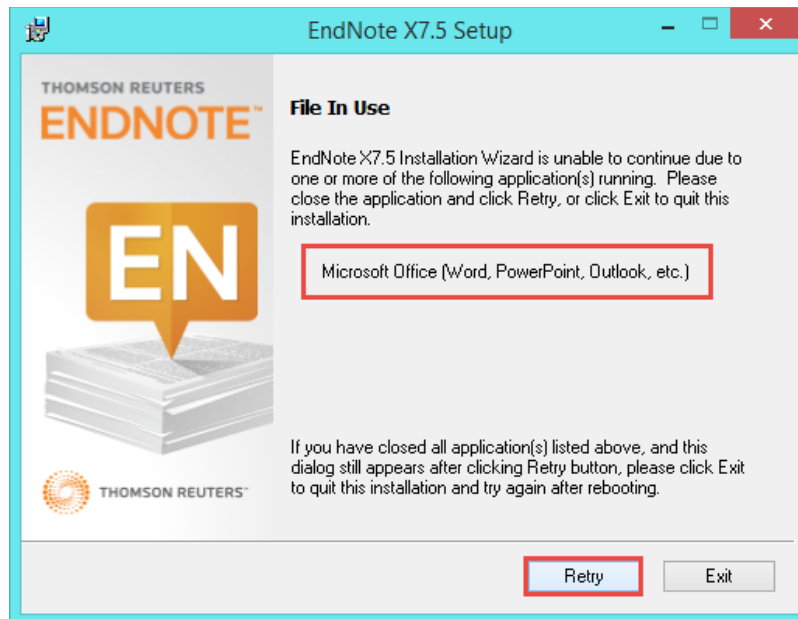 EndNote X7.5 Setup
THOMSON REUTERS
ENDNOTE™
EN
THOMSON REUTERS™
File In Use
EndNote X7.5 Installation Wizard is unable to continue due to
one or more of the following application(s) running. Please
close the application and click Retry, or click Exit to quit this
installation.
Microsoft Office (Word, PowerPoint, Outlook, etc.)
If you have closed all application(s) listed above, and this
dialog still appears after clicking Retry button, please click Exit
to quit this installation and try again after rebooting.
Retry
Exit